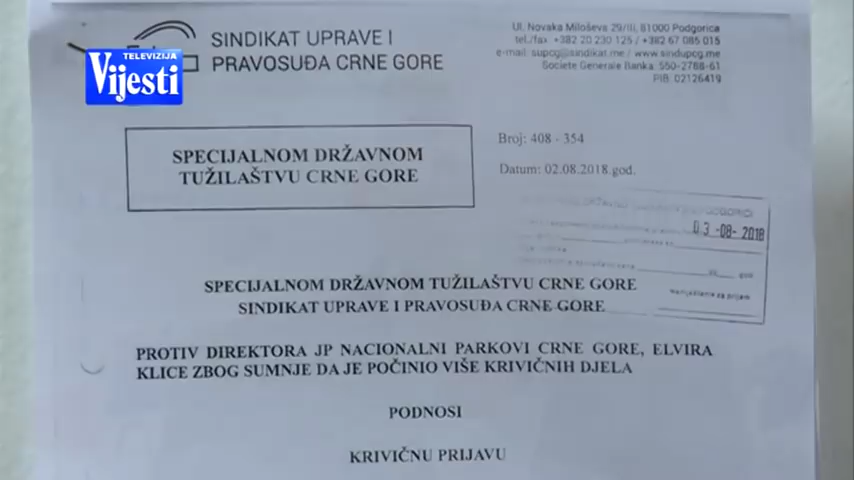 TELEVIZIJA
Vijesti
SINDIKAT UPRAVE I
PRAVOSUĐA CRNE GORE
Ul. Novaka Miloševa 29/III, 81000 Podgorica
tel./fax +382 20 230 125 / +382 67 085 015
e-mail: supcg@sindikat.me / www.sindupcg.me
Societe Generale Banka: 550-2788-61
PIB: 02126419
SPECIJALNOM DRŽAVNOM
TUŽILAŠTVU CRNE GORE
Broj: 408 - 354
Datum: 02.08.2018.god.
03 -08- 2018
SPECIJALNOM DRŽAVNOM TUŽILAŠTVU CRNE GORE
SINDIKAT UPRAVE I PRAVOSUĐA CRNE GORE
PROTIV DIREKTORA JP NACIONALNI PARKOVI CRNE GORE, ELVIRA
KLICE ZBOG SUMNJE DA JE POČINIO VIŠE KRIVIČNIH DJELA
PODNOSI
KRIVIČNU PRIJAVU